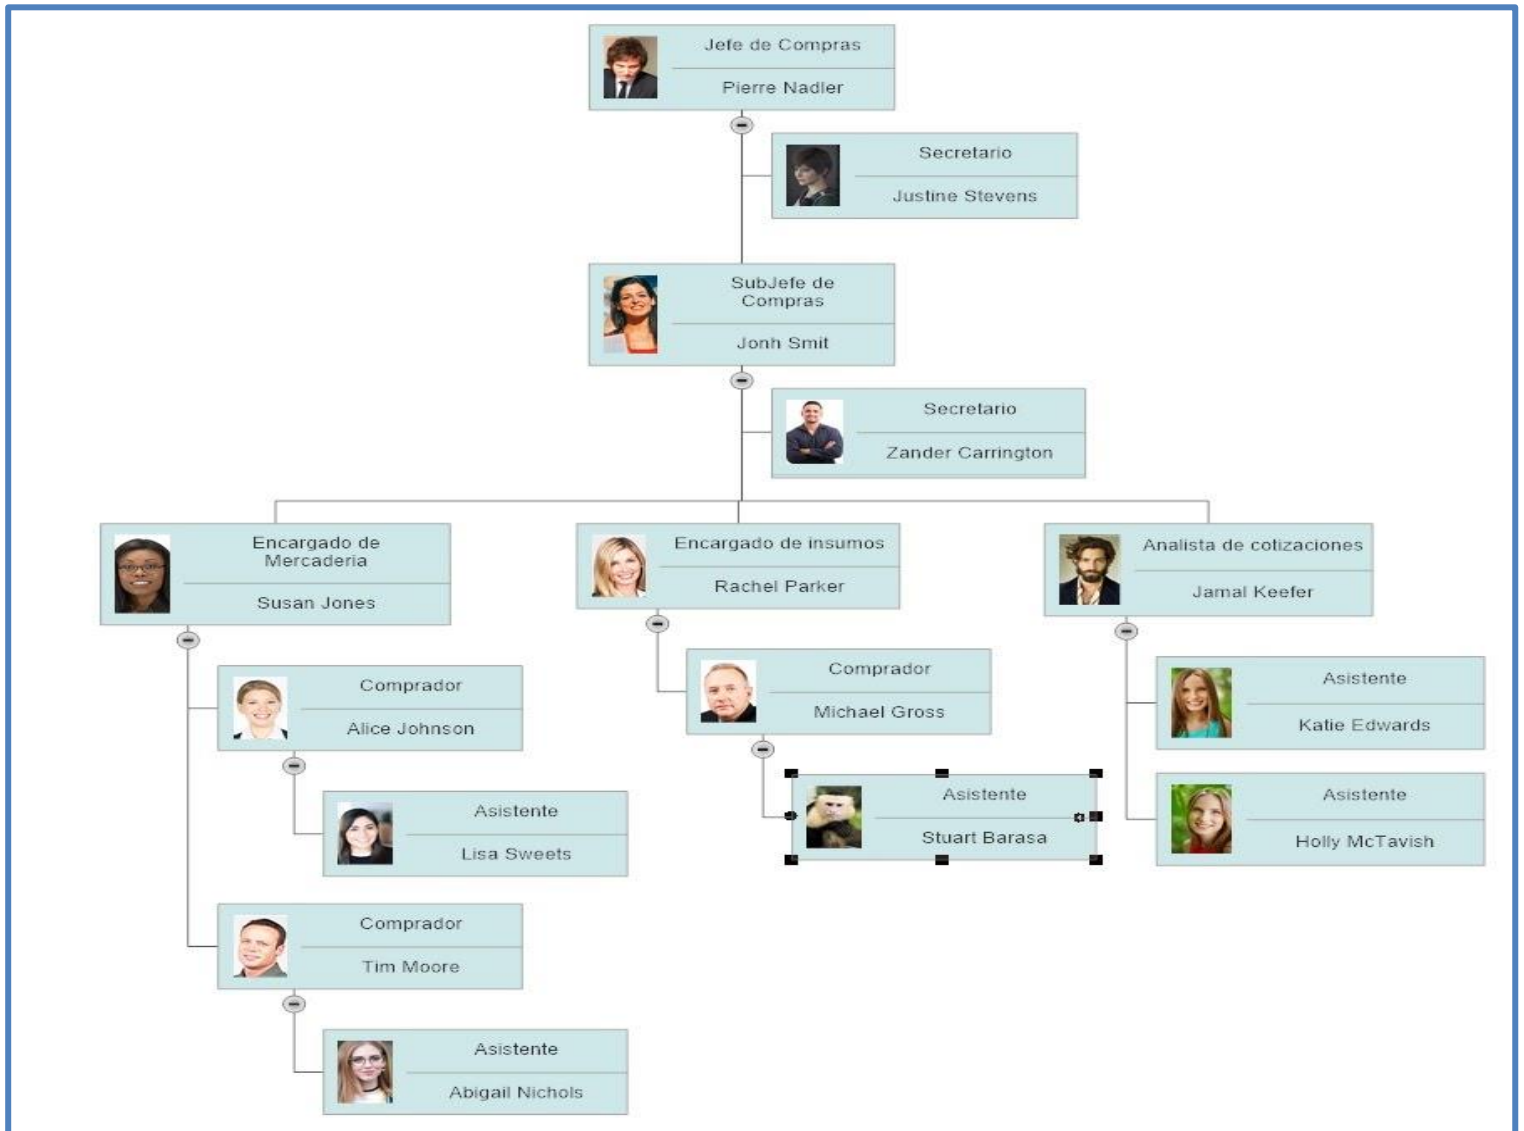 Jefe de Compras
Pierre Nadler
Secretario
Justine Stevens
SubJefe de
Compras
Jonh Smit
Secretario
Zander Carrington
Encargado de
Mercaderia
Susan Jones
Encargado de insumos
Rachel Parker
Analista de cotizaciones
Jamal Keefer
Comprador
Alice Johnson
Asistente
Lisa Sweets
Comprador
Tim Moore
Asistente
Abigail Nichols
Comprador
Michael Gross
Asistente
Stuart Barasa
Asistente
Katie Edwards
Asistente
Holly McTavish